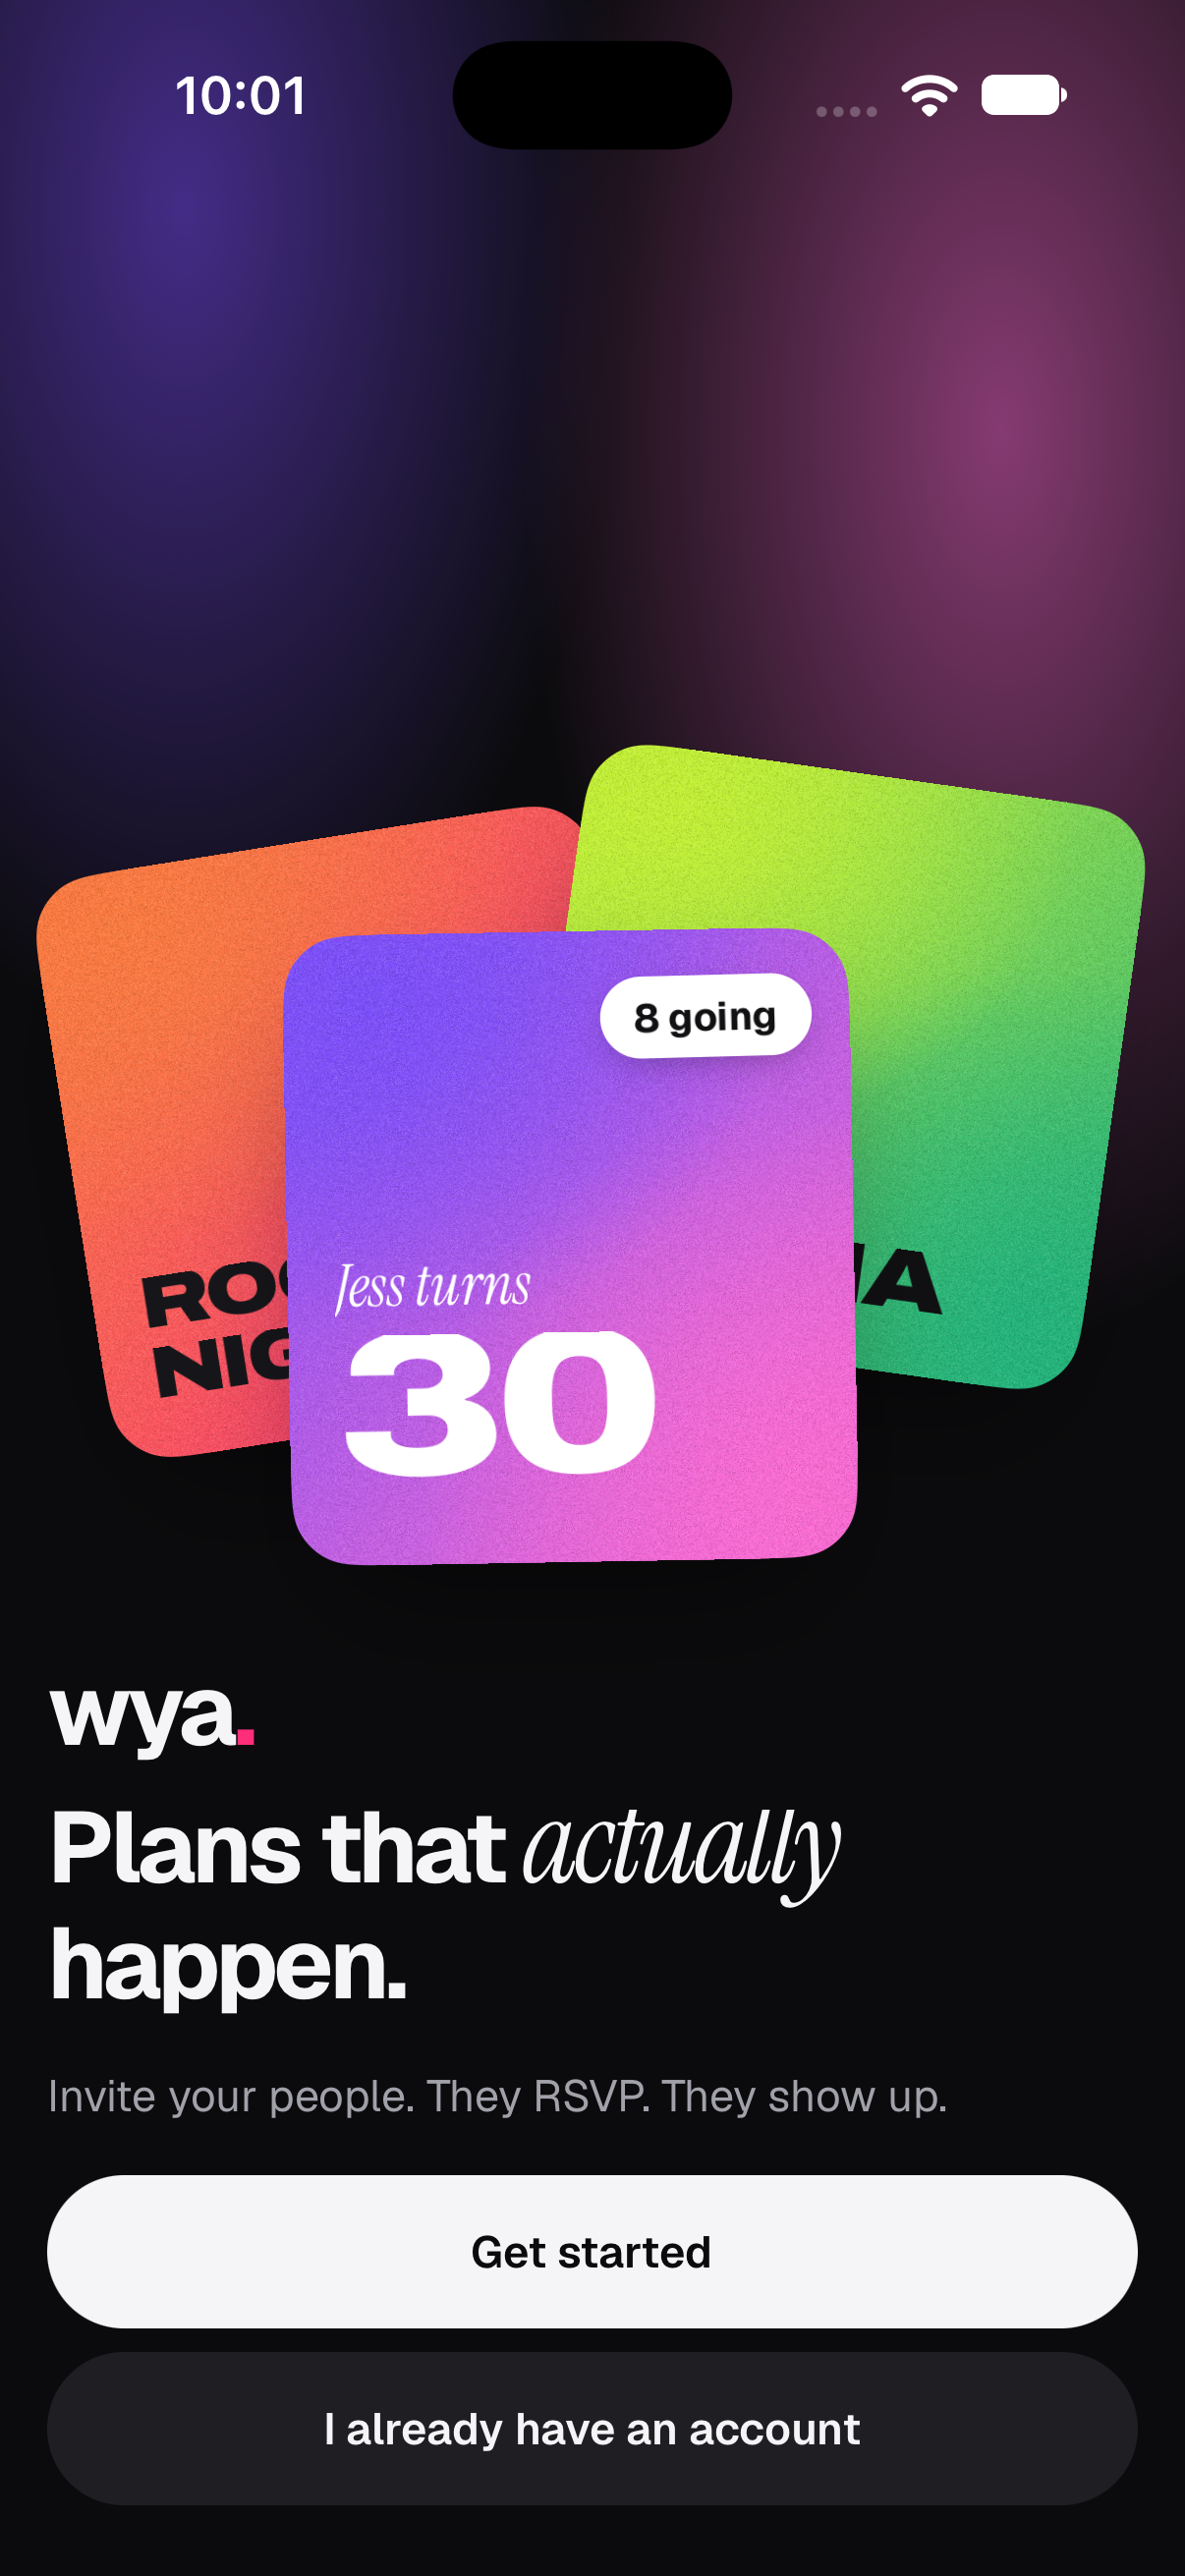 10:01
8 going
Jess turns
30
wya.
Plans that actually
happen.
Invite your people. They RSVP. They show up.
Get started
I already have an account